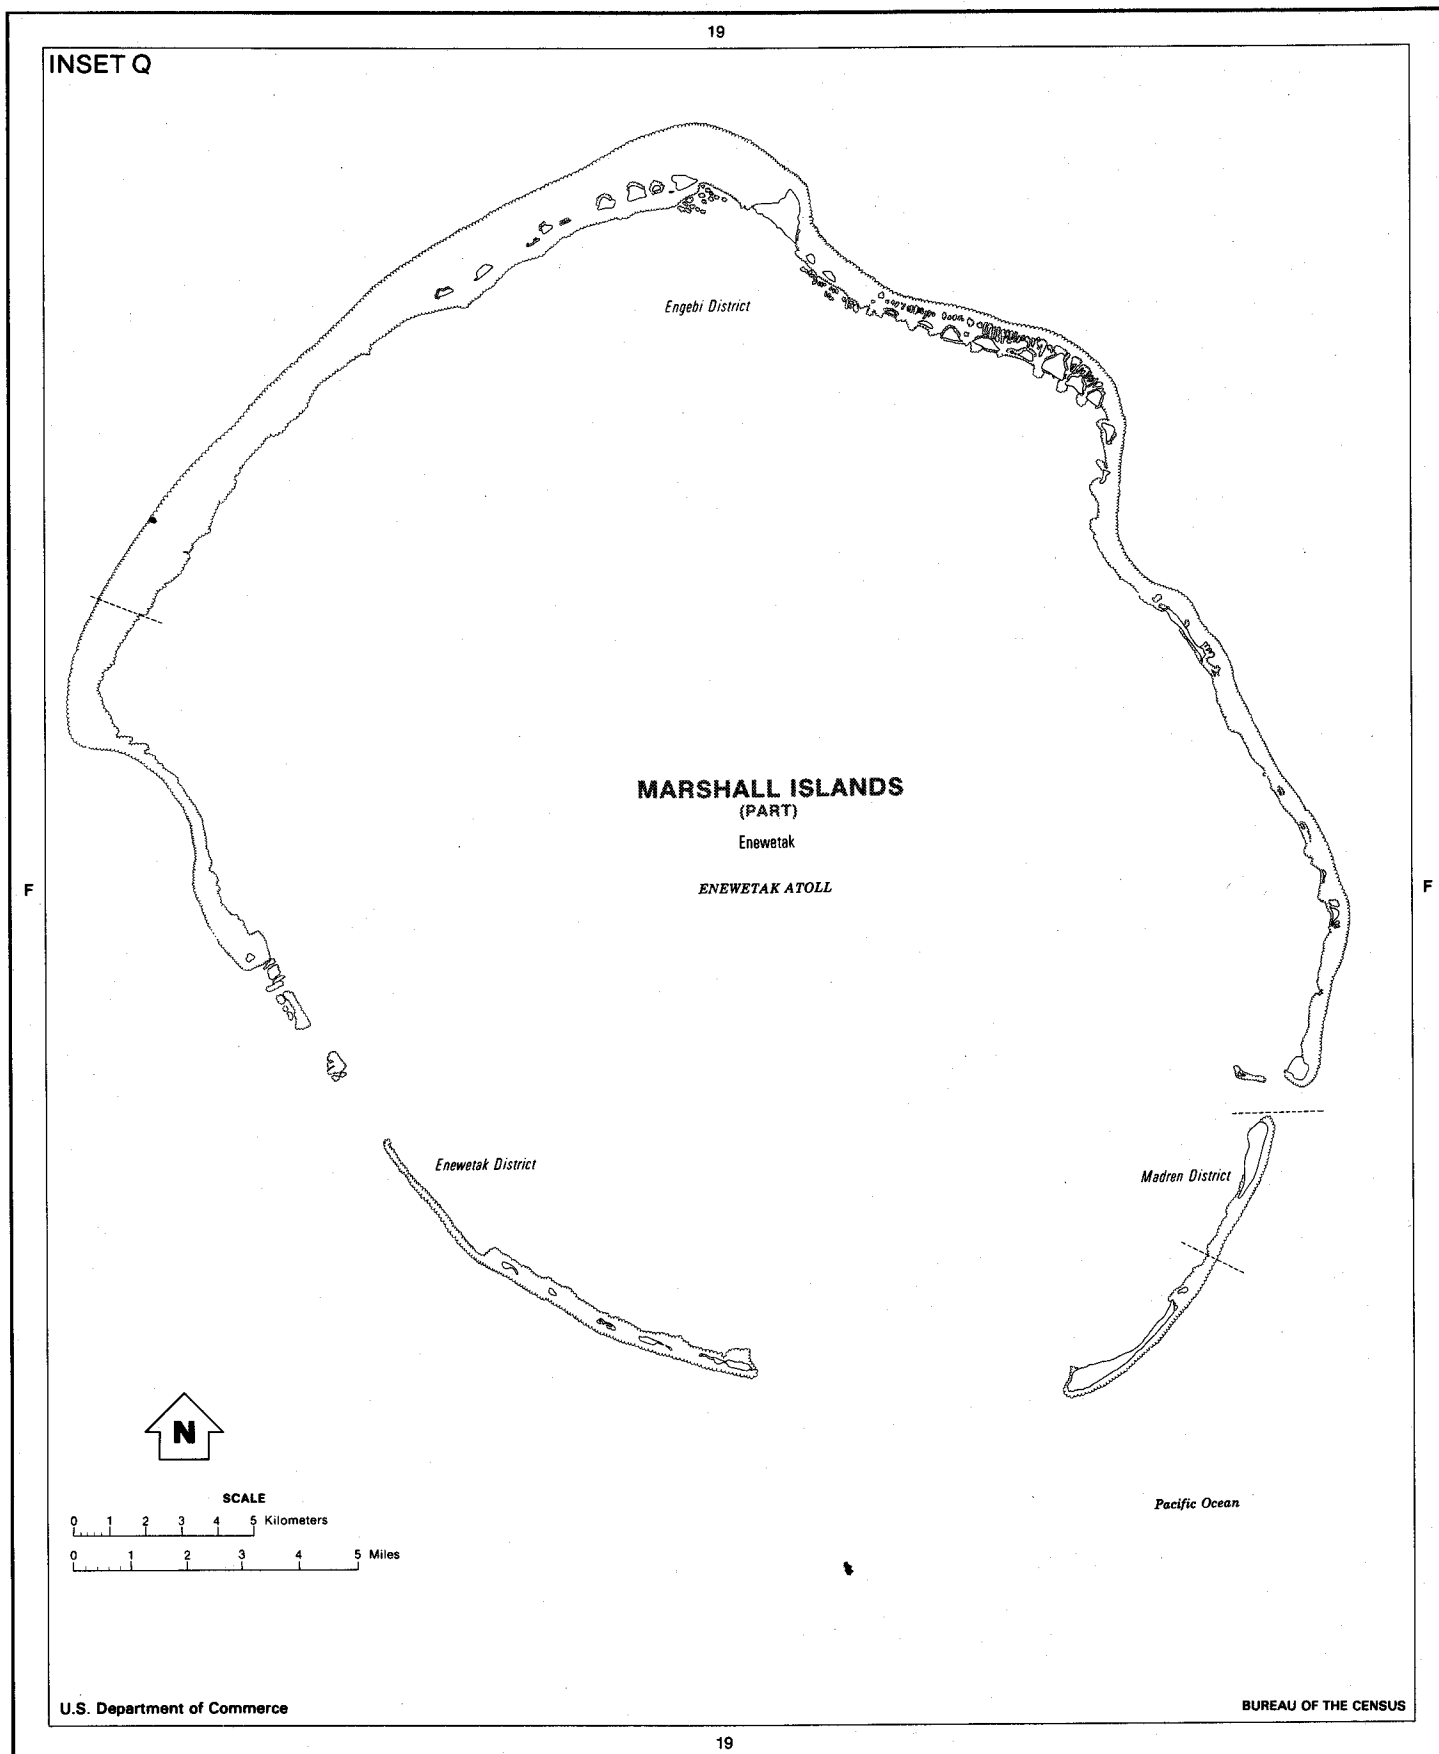 19
INSET Q
Engebi District
MARSHALL ISLANDS
(PART)
Enewetak
ENEWETAK ATOLL
F
F
Enewetak District
Madren District
N
SCALE
0 1 2 3 4 5 Kilometers
0 1 2 3 4 5 Miles
Pacific Ocean
U.S. Department of Commerce
BUREAU OF THE CENSUS
19